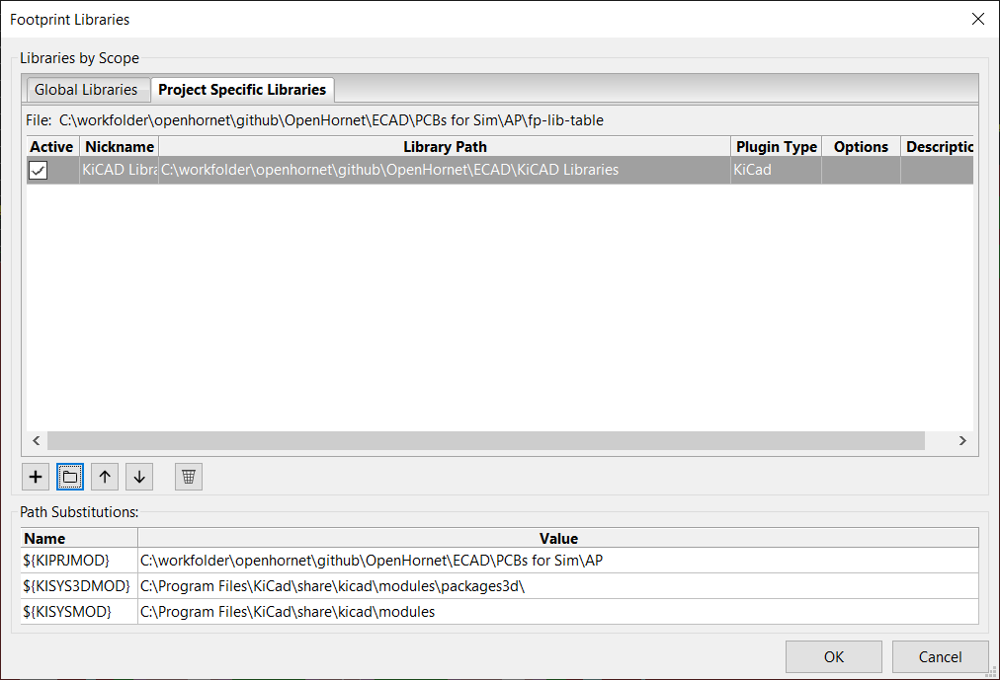 Footprint Libraries
Libraries by Scope
Global Libraries Project Specific Libraries
File: C:\workfolder\openhornet\github\OpenHornet\ECAD\PCBs for Sim\AP\fp-lib-table
Active Nickname Library Path Plugin Type Options Descriptio
KiCAD Libra C:\workfolder\openhornet\github\OpenHornet\ECAD\KiCAD Libraries KiCad
Path Substitutions:
Name Value
${KIPRJMOD} C:\workfolder\openhornet\github\OpenHornet\ECAD\PCBs for Sim\AP
${KISYS3DMOD} C:\Program Files\KiCad\share\kicad\modules\packages3d\
${KISYSMOD} C:\Program Files\KiCad\share\kicad\modules
OK Cancel